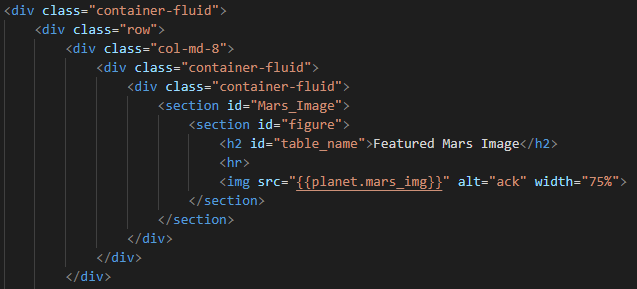 <div class="container-fluid">
<div class="row">
<div class="col-md-8">
<div class="container-fluid">
<div class="container-fluid">
<section id="Mars_Image">
<section id="figure">
<h2 id="table_name">Featured Mars Image</h2>
<hr>
<img src="{{planet.mars_img}}" alt="ack" width="75%">
</section>
</section>
</div>
</div>
</div>